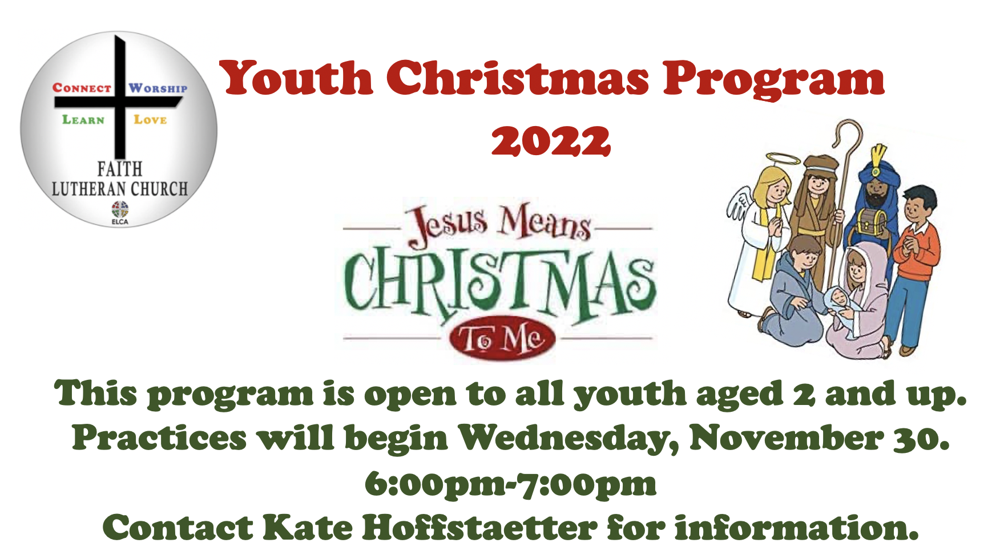 CONNECT WORSHIP
LEARN LOVE
FAITH
LUTHERAN CHURCH
ELCA
Youth Christmas Program
2022
Jesus Means
CHRISTMAS
To Me
This program is open to all youth aged 2 and up.
Practices will begin Wednesday, November 30.
6:00pm-7:00pm
Contact Kate Hoffstaetter for information.